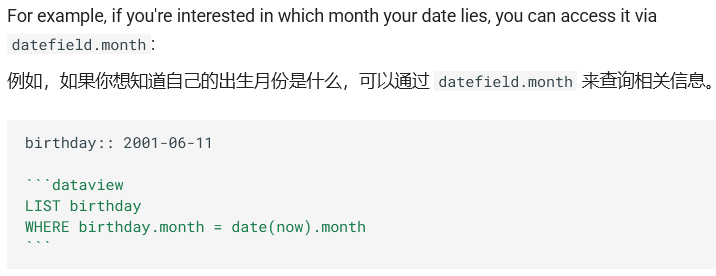 For example, if you're interested in which month your date lies, you can access it via
datefield.month:
例如，如果你想知道自己的出生月份是什么，可以通过 datefield.month 来查询相关信息。
birthday:: 2001-06-11
```dataview
LIST birthday
WHERE birthday.month = date(now).month
```